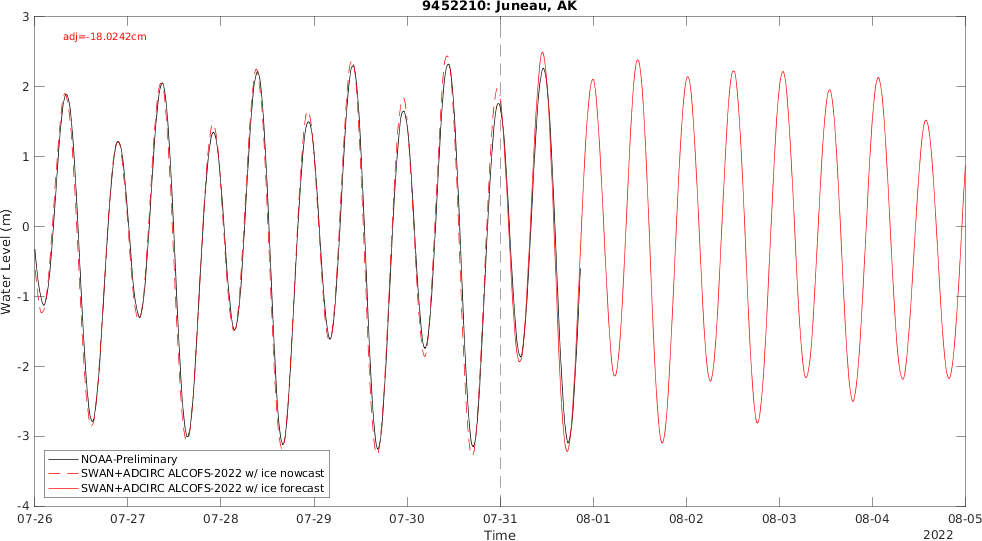 9452210: Juneau, AK
adj=-18.0242cm
3
2
1
0
-1
-2
-3
-4
Water Level (m)
NOAA-Preliminary
SWAN+ADCIRC ALCOFS-2022 w/ ice nowcast
SWAN+ADCIRC ALCOFS-2022 w/ ice forecast
07-26 07-27 07-28 07-29 07-30 07-31 08-01 08-02 08-03 08-04 08-05
Time
2022